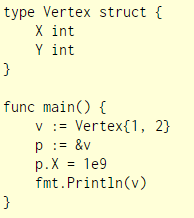 type Vertex struct {
    X int
    Y int
}

func main() {
    v := Vertex{1, 2}
    p := &v
    p.X = 1e9
    fmt.Println(v)
}